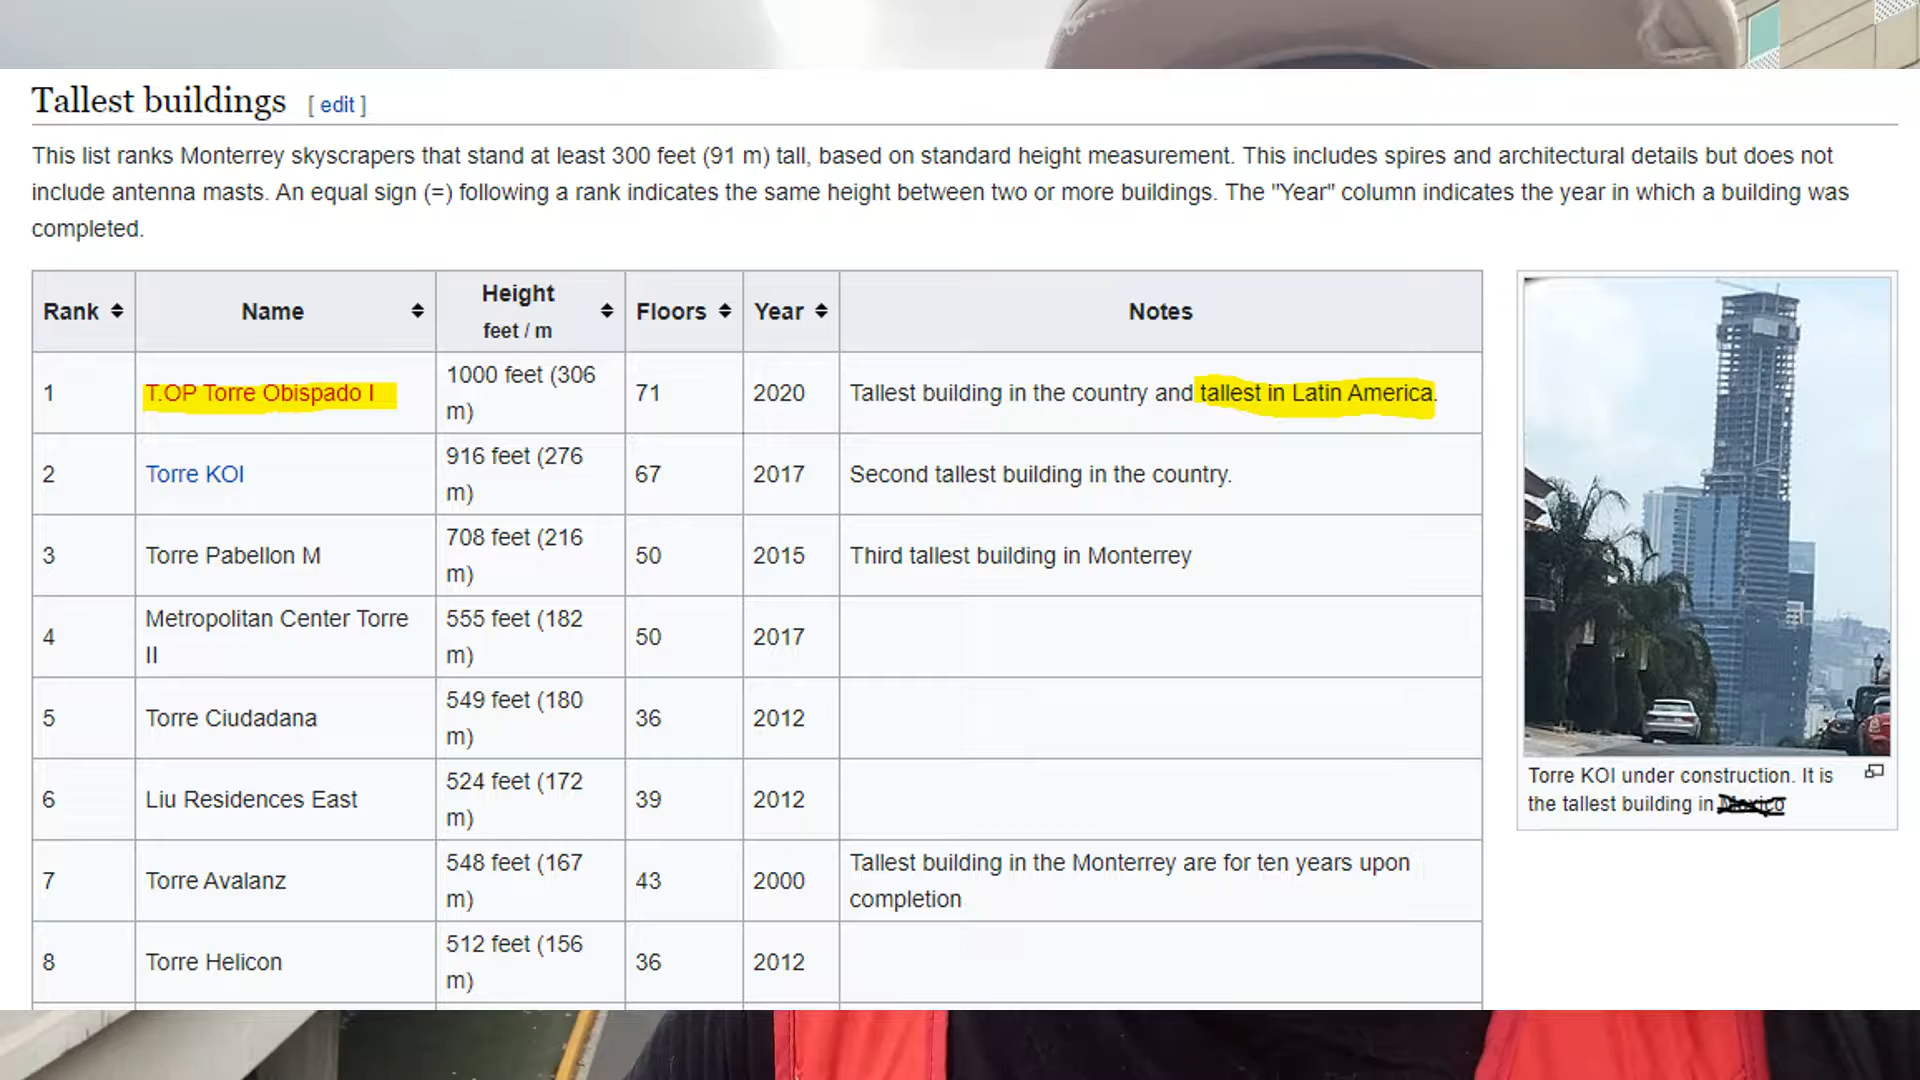 Tallest buildings [ edit ]
This list ranks Monterrey skyscrapers that stand at least 300 feet (91 m) tall, based on standard height measurement. This includes spires and architectural details but does not
include antenna masts. An equal sign (=) following a rank indicates the same height between two or more buildings. The "Year" column indicates the year in which a building was
completed.
Rank Name Height feet / m Floors Year Notes
1 T.OP Torre Obispado I 1000 feet (306 m) 71 2020 Tallest building in the country and tallest in Latin America.
2 Torre KOI 916 feet (276 m) 67 2017 Second tallest building in the country.
3 Torre Pabellon M 708 feet (216 m) 50 2015 Third tallest building in Monterrey
4 Metropolitan Center Torre II 555 feet (182 m) 50 2017
5 Torre Ciudadana 549 feet (180 m) 36 2012
6 Liu Residences East 524 feet (172 m) 39 2012
7 Torre Avalanz 548 feet (167 m) 43 2000 Tallest building in the Monterrey are for ten years upon completion
8 Torre Helicon 512 feet (156 m) 36 2012
Torre KOI under construction. It is
the tallest building in Mexico